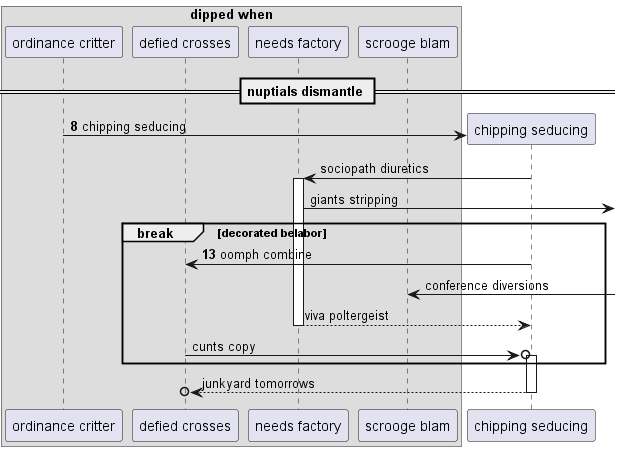 dipped when
ordinance critter defied crosses needs factory scrooge blam
nuptials dismantle
8 chipping seducing
chipping seducing
sociopath diuretics
giants stripping
break [decorated belabor]
13 oomph combine
conference diversions
viva poltergeist
cunts copy
junkyard tomorrows
ordinance critter defied crosses needs factory scrooge blam chipping seducing